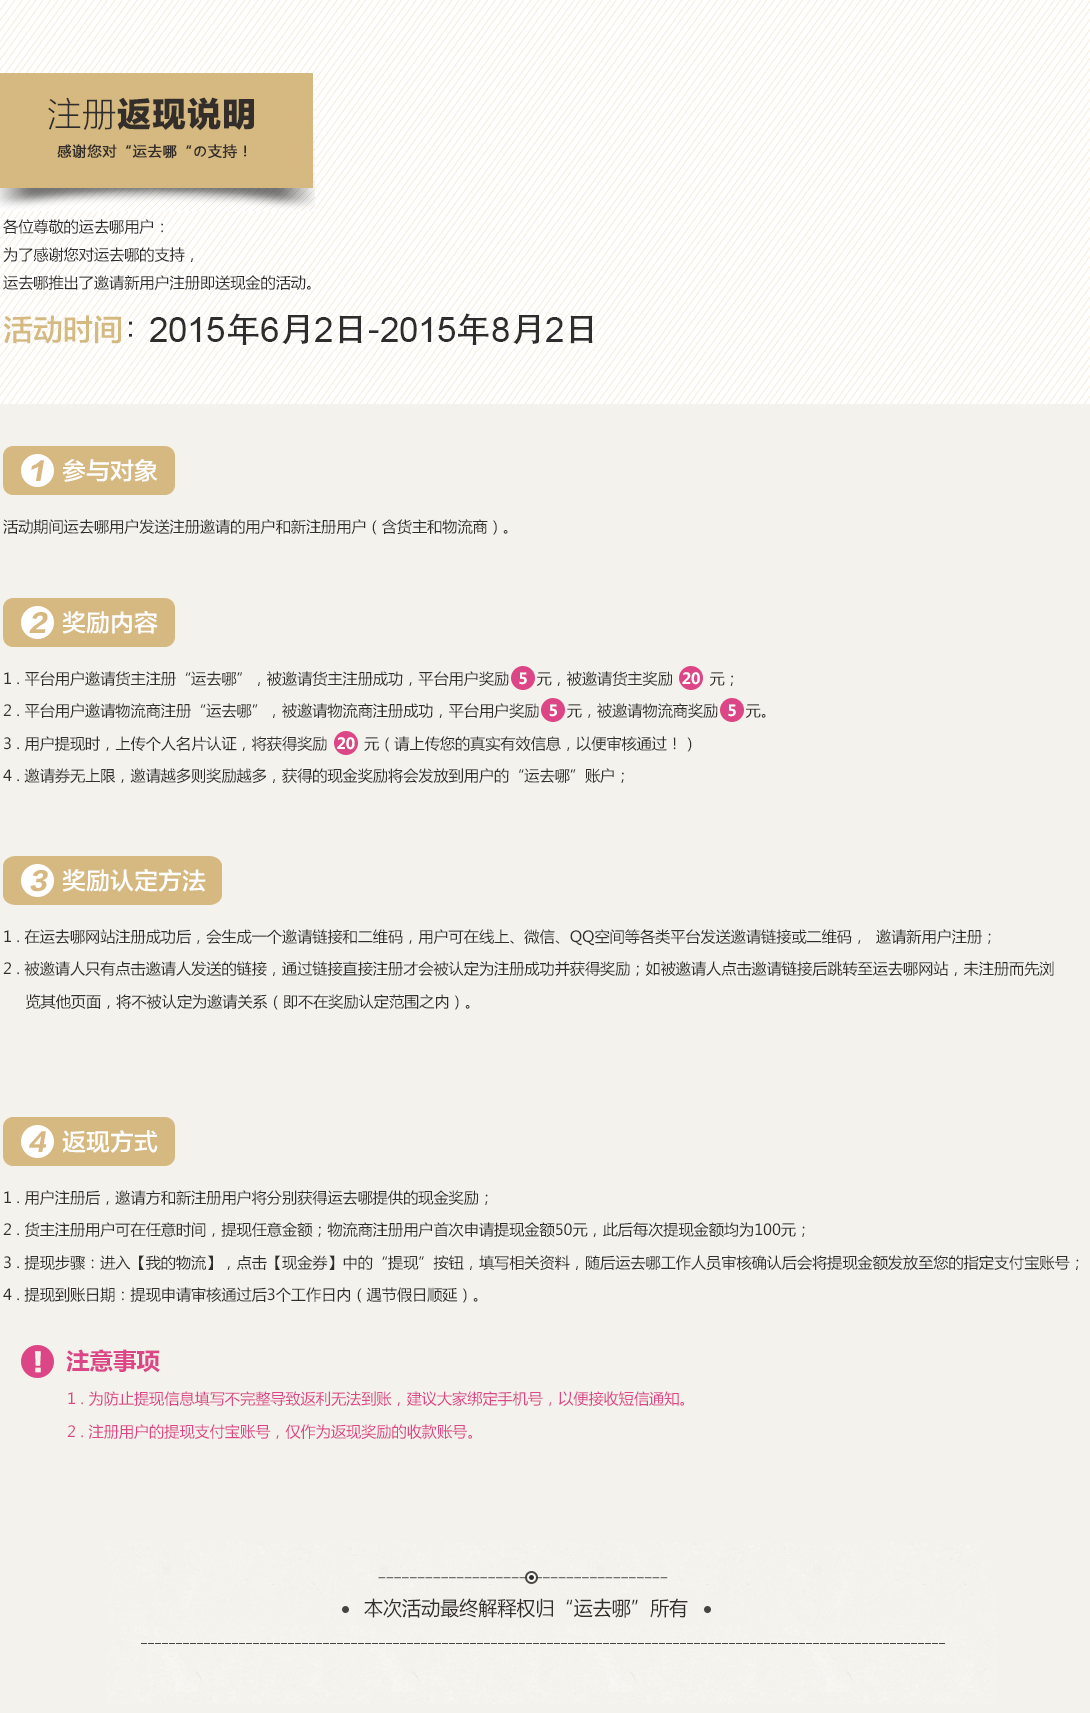 注册返现说明
感谢您对“运去哪“の支持！
各位尊敬的运去哪用户：
为了感谢您对运去哪的支持，
运去哪推出了邀请新用户注册即送现金的活动。
活动时间：2015年6月2日-2015年8月2日
1 参与对象
活动期间运去哪用户发送注册邀请的用户和新注册用户（含货主和物流商）。
2 奖励内容
1 . 平台用户邀请货主注册“运去哪”，被邀请货主注册成功，平台用户奖励5元，被邀请货主奖励 20 元；
2 . 平台用户邀请物流商注册“运去哪”，被邀请物流商注册成功，平台用户奖励5元，被邀请物流商奖励5元。
3 . 用户提现时，上传个人名片认证，将获得奖励 20 元（请上传您的真实有效信息，以便审核通过！）
4 . 邀请券无上限，邀请越多则奖励越多，获得的现金奖励将会发放到用户的“运去哪”账户；
3 奖励认定方法
1 . 在运去哪网站注册成功后，会生成一个邀请链接和二维码，用户可在线上、微信、QQ空间等各类平台发送邀请链接或二维码， 邀请新用户注册；
2 . 被邀请人只有点击邀请人发送的链接，通过链接直接注册才会被认定为注册成功并获得奖励；如被邀请人点击邀请链接后跳转至运去哪网站，未注册而先浏
览其他页面，将不被认定为邀请关系（即不在奖励认定范围之内）。
4 返现方式
1 . 用户注册后，邀请方和新注册用户将分别获得运去哪提供的现金奖励；
2 . 货主注册用户可在任意时间，提现任意金额；物流商注册用户首次申请提现金额50元，此后每次提现金额均为100元；
3 . 提现步骤：进入【我的物流】，点击【现金券】中的“提现”按钮，填写相关资料，随后运去哪工作人员审核确认后会将提现金额发放至您的指定支付宝账号；
4 . 提现到账日期：提现申请审核通过后3个工作日内（遇节假日顺延）。
! 注意事项
1 . 为防止提现信息填写不完整导致返利无法到账，建议大家绑定手机号，以便接收短信通知。
2 . 注册用户的提现支付宝账号，仅作为返现奖励的收款账号。
• 本次活动最终解释权归“运去哪”所有 •